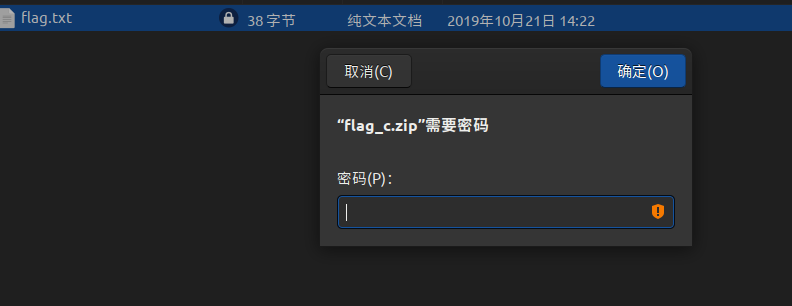 flag.txt 38 字节 纯文本文档 2019年10月21日 14:22
取消(C) 确定(O)
“flag_c.zip”需要密码
密码(P)：